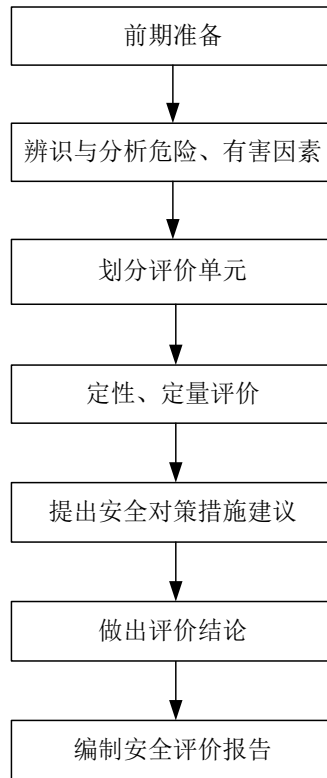 前期准备
辨识与分析危险、有害因素
划分评价单元
定性、定量评价
提出安全对策措施建议
做出评价结论
编制安全评价报告